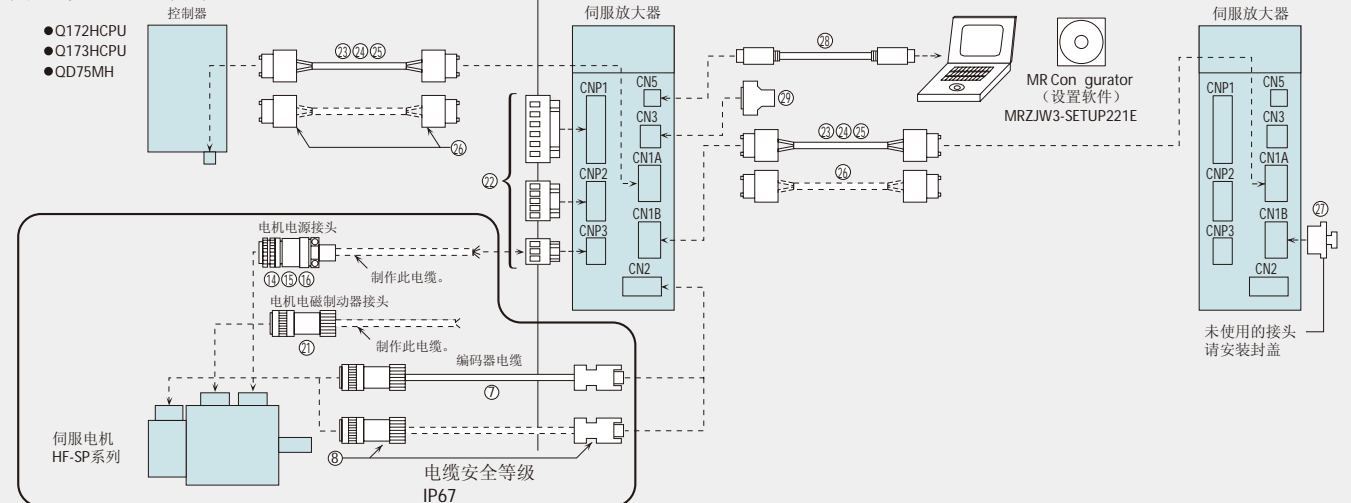 控制器
●Q172HCPU
●Q173HCPU
●QD75MH
㉓㉔㉕
㉖
伺服放大器
CNP1
CN5
CN3
CN1A
CNP2
CN1B
CNP3
CN2
㉒
㉘
㉙
MR Con gurator
（设置软件）
MRZJW3-SETUP221E
㉓㉔㉕
㉖
伺服放大器
CNP1
CN5
CN3
CN1A
CNP2
CN1B
CNP3
CN2
㉗
未使用的接头
请安装封盖
电机电源接头
⑭⑮⑯
制作此电缆。
电机电磁制动器接头
㉑
制作此电缆。
编码器电缆
⑦
⑧
伺服电机
HF-SP系列
电缆安全等级
IP67